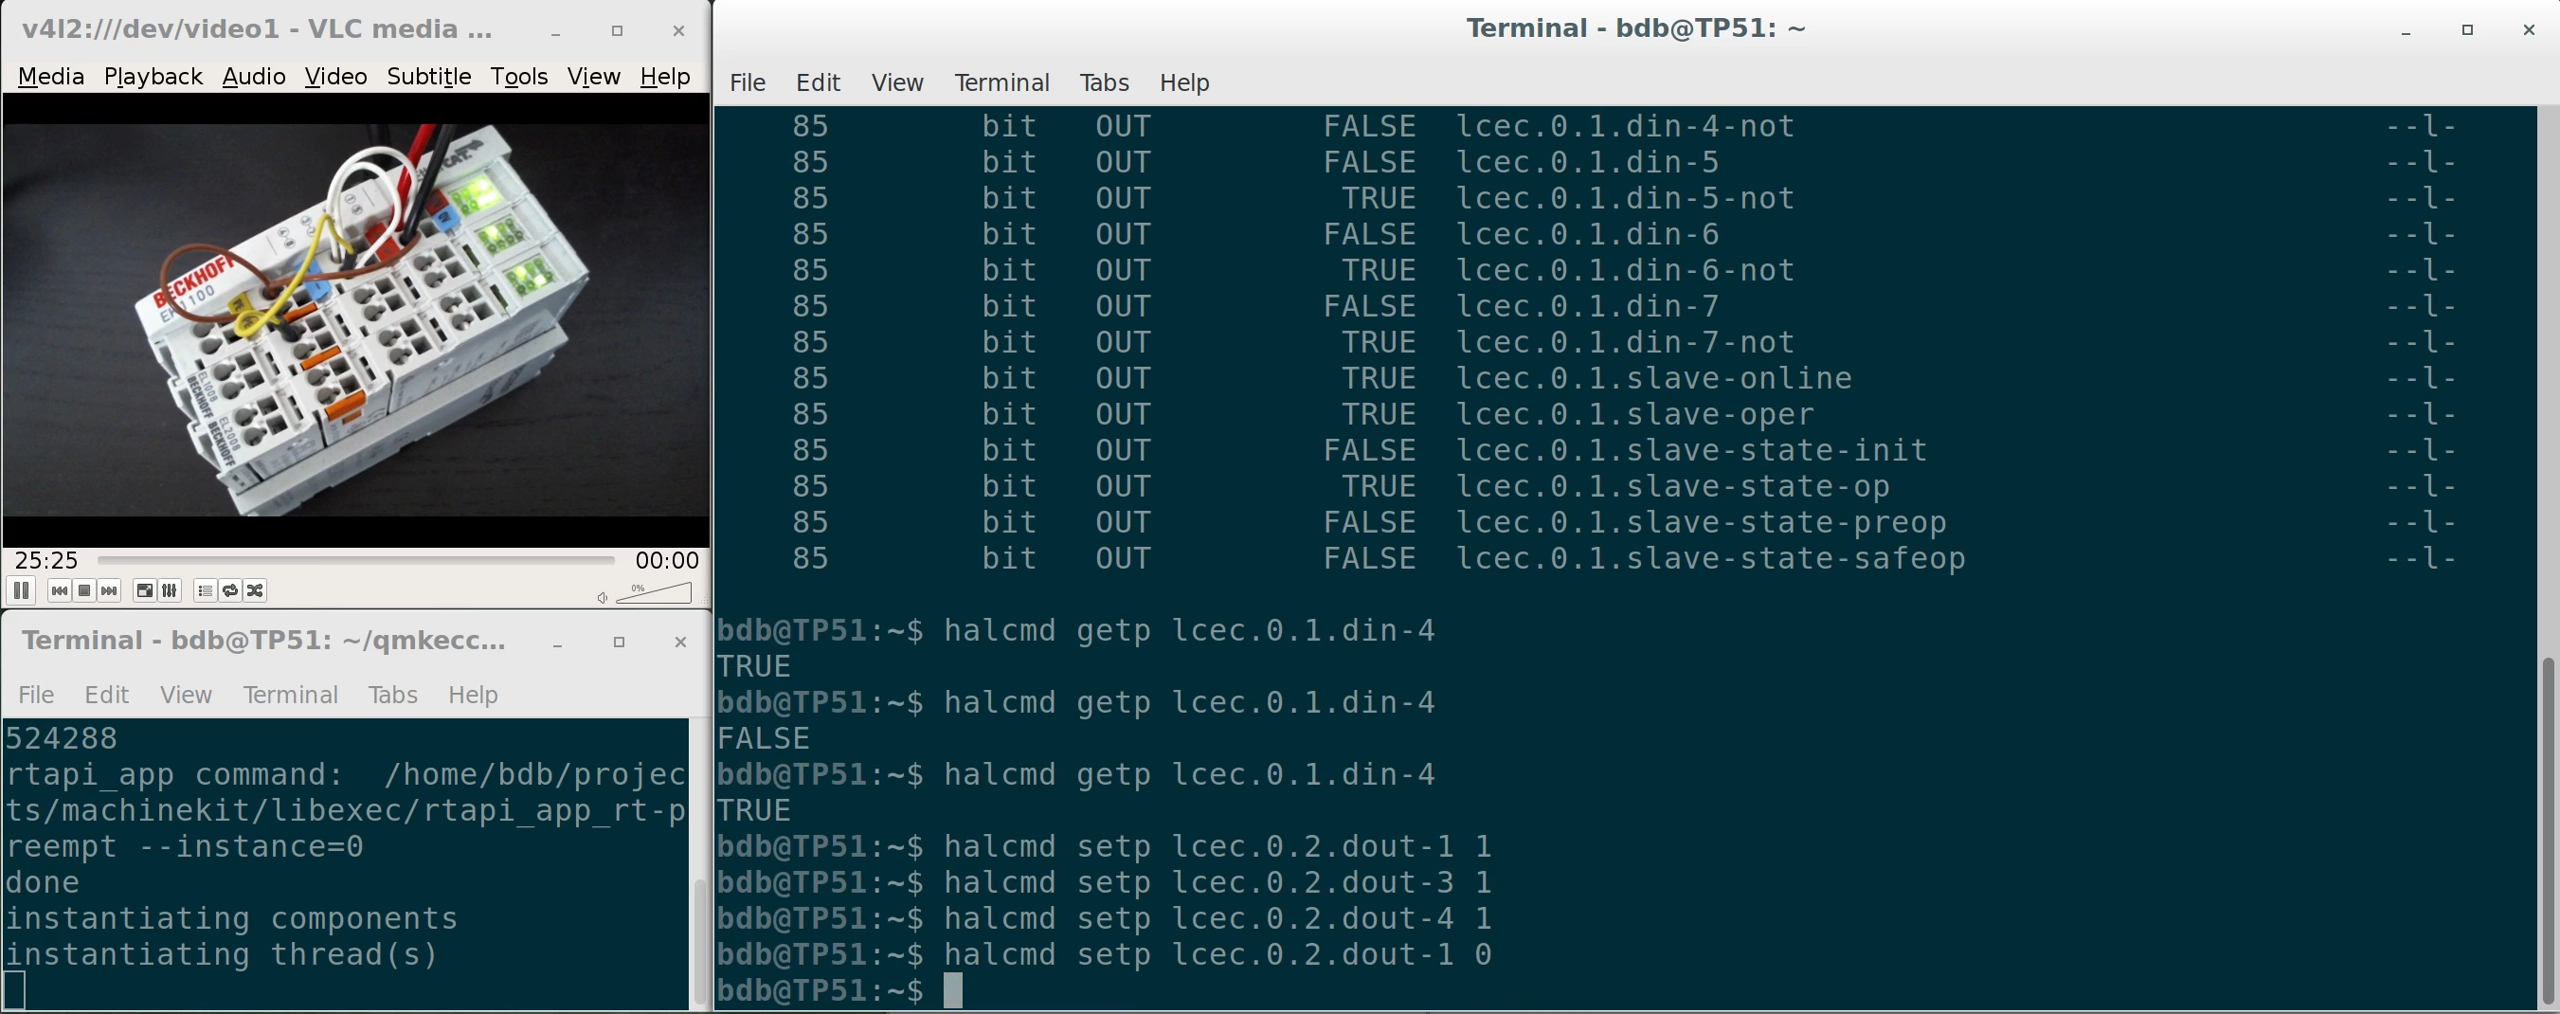 v4l2:///dev/video1 - VLC media ...
Media Playback Audio Video Subtitle Tools View Help
BECKHOFF
1100
CAT.
EL1008
BECKHOFF
EL2008
BECKHOFF
25:25 00:00
0%
Terminal - bdb@TP51: ~/qmkecc...
File Edit View Terminal Tabs Help
524288
rtapi_app command:  /home/bdb/projec
ts/machinekit/libexec/rtapi_app_rt-p
reempt --instance=0
done
instantiating components
instantiating thread(s)
Terminal - bdb@TP51: ~
File Edit View Terminal Tabs Help
85 bit OUT FALSE lcec.0.1.din-4-not --l-
85 bit OUT FALSE lcec.0.1.din-5 --l-
85 bit OUT TRUE lcec.0.1.din-5-not --l-
85 bit OUT FALSE lcec.0.1.din-6 --l-
85 bit OUT TRUE lcec.0.1.din-6-not --l-
85 bit OUT FALSE lcec.0.1.din-7 --l-
85 bit OUT TRUE lcec.0.1.din-7-not --l-
85 bit OUT TRUE lcec.0.1.slave-online --l-
85 bit OUT TRUE lcec.0.1.slave-oper --l-
85 bit OUT FALSE lcec.0.1.slave-state-init --l-
85 bit OUT TRUE lcec.0.1.slave-state-op --l-
85 bit OUT FALSE lcec.0.1.slave-state-preop --l-
85 bit OUT FALSE lcec.0.1.slave-state-safeop --l-
bdb@TP51:~$ halcmd getp lcec.0.1.din-4
TRUE
bdb@TP51:~$ halcmd getp lcec.0.1.din-4
FALSE
bdb@TP51:~$ halcmd getp lcec.0.1.din-4
TRUE
bdb@TP51:~$ halcmd setp lcec.0.2.dout-1 1
bdb@TP51:~$ halcmd setp lcec.0.2.dout-3 1
bdb@TP51:~$ halcmd setp lcec.0.2.dout-4 1
bdb@TP51:~$ halcmd setp lcec.0.2.dout-1 0
bdb@TP51:~$